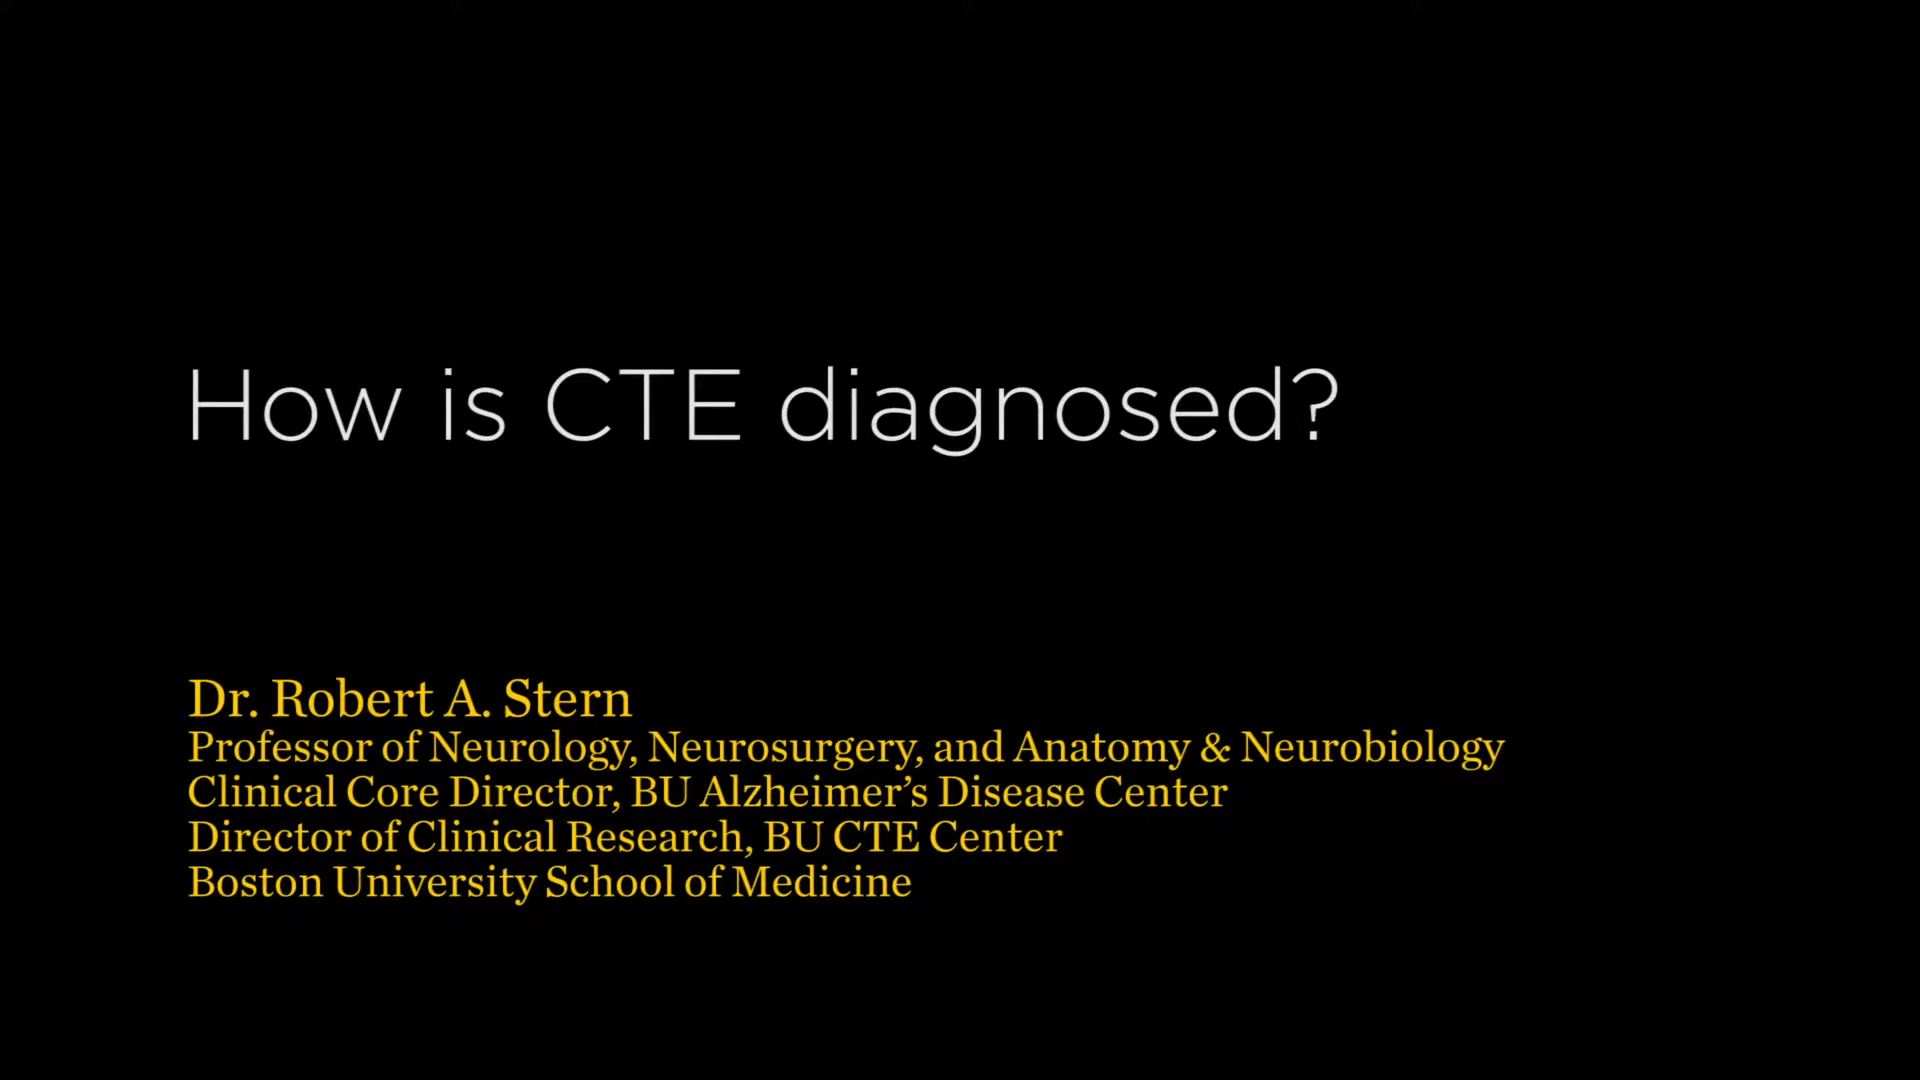 How is CTE diagnosed?
Dr. Robert A. Stern
Professor of Neurology, Neurosurgery, and Anatomy & Neurobiology
Clinical Core Director, BU Alzheimer’s Disease Center
Director of Clinical Research, BU CTE Center
Boston University School of Medicine